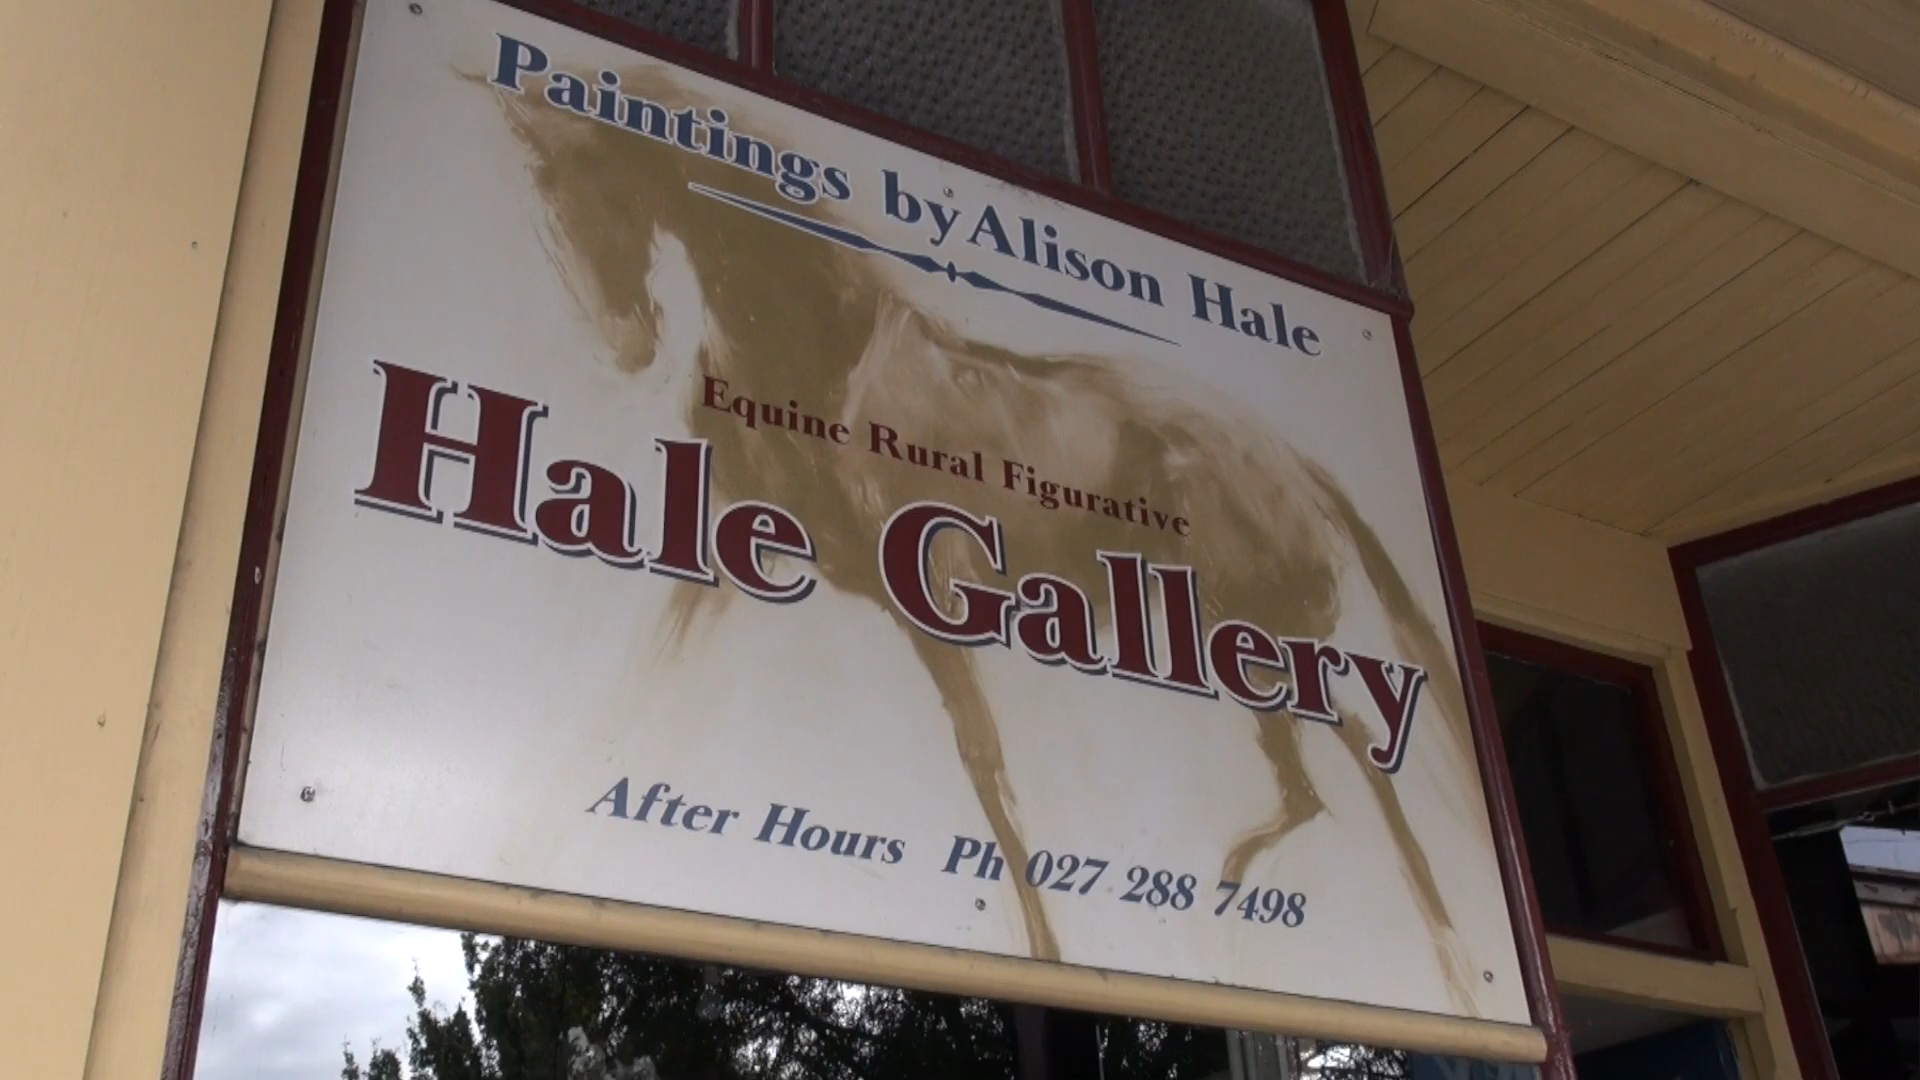 Paintings by Alison Hale
Equine Rural Figurative
Hale Gallery
After Hours Ph 027 288 7498